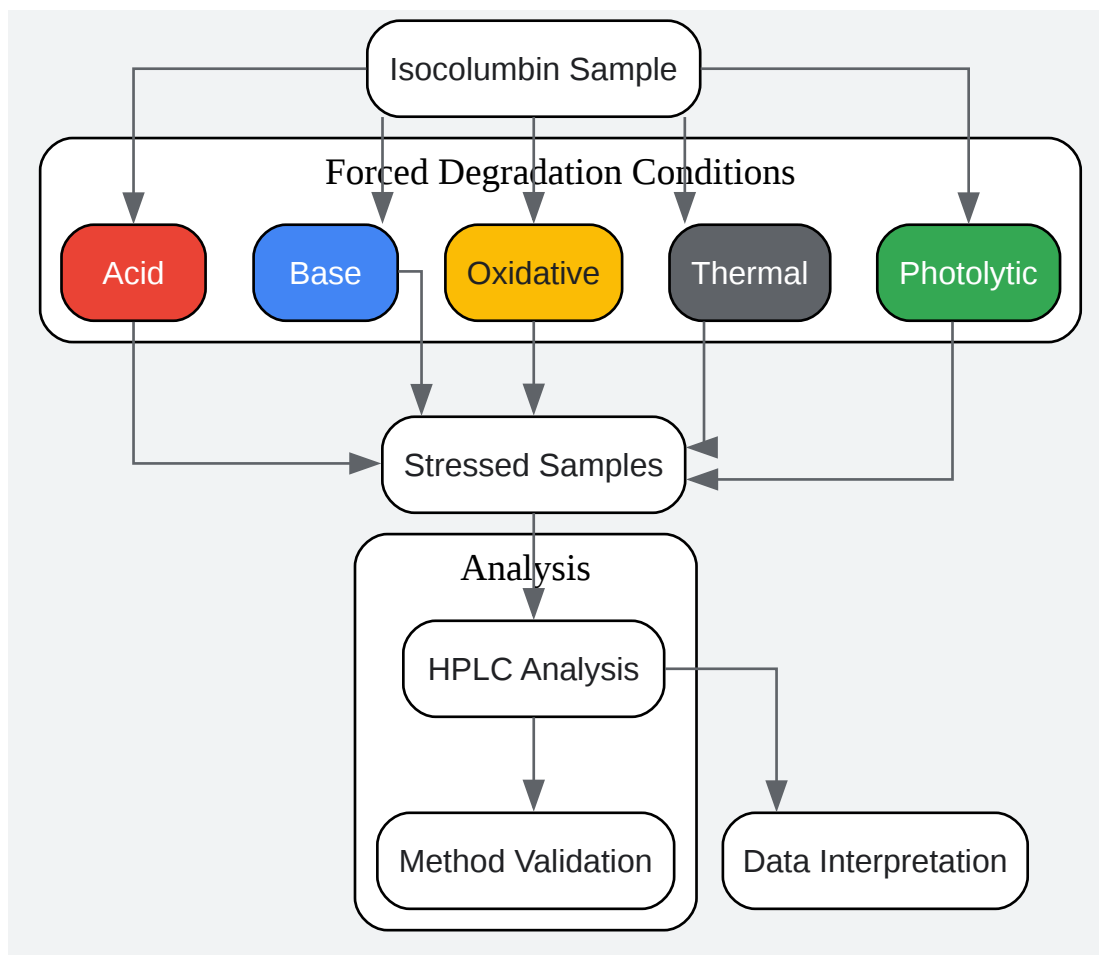 Isocolumbin Sample
Forced Degradation Conditions
Acid
Base
Oxidative
Thermal
Photolytic
Stressed Samples
Analysis
HPLC Analysis
Method Validation
Data Interpretation